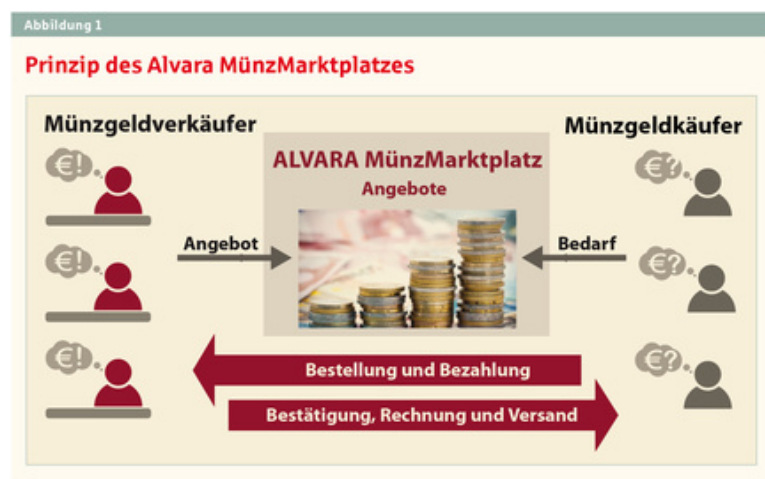 Abbildung 1
Prinzip des Alvara MünzMarktplatzes
Münzgeldverkäufer
Münzgeldkäufer
ALVARA MünzMarktplatz
Angebote
€!
€?
Angebot
Bedarf
€!
€?
€!
€?
Bestellung und Bezahlung
Bestätigung, Rechnung und Versand